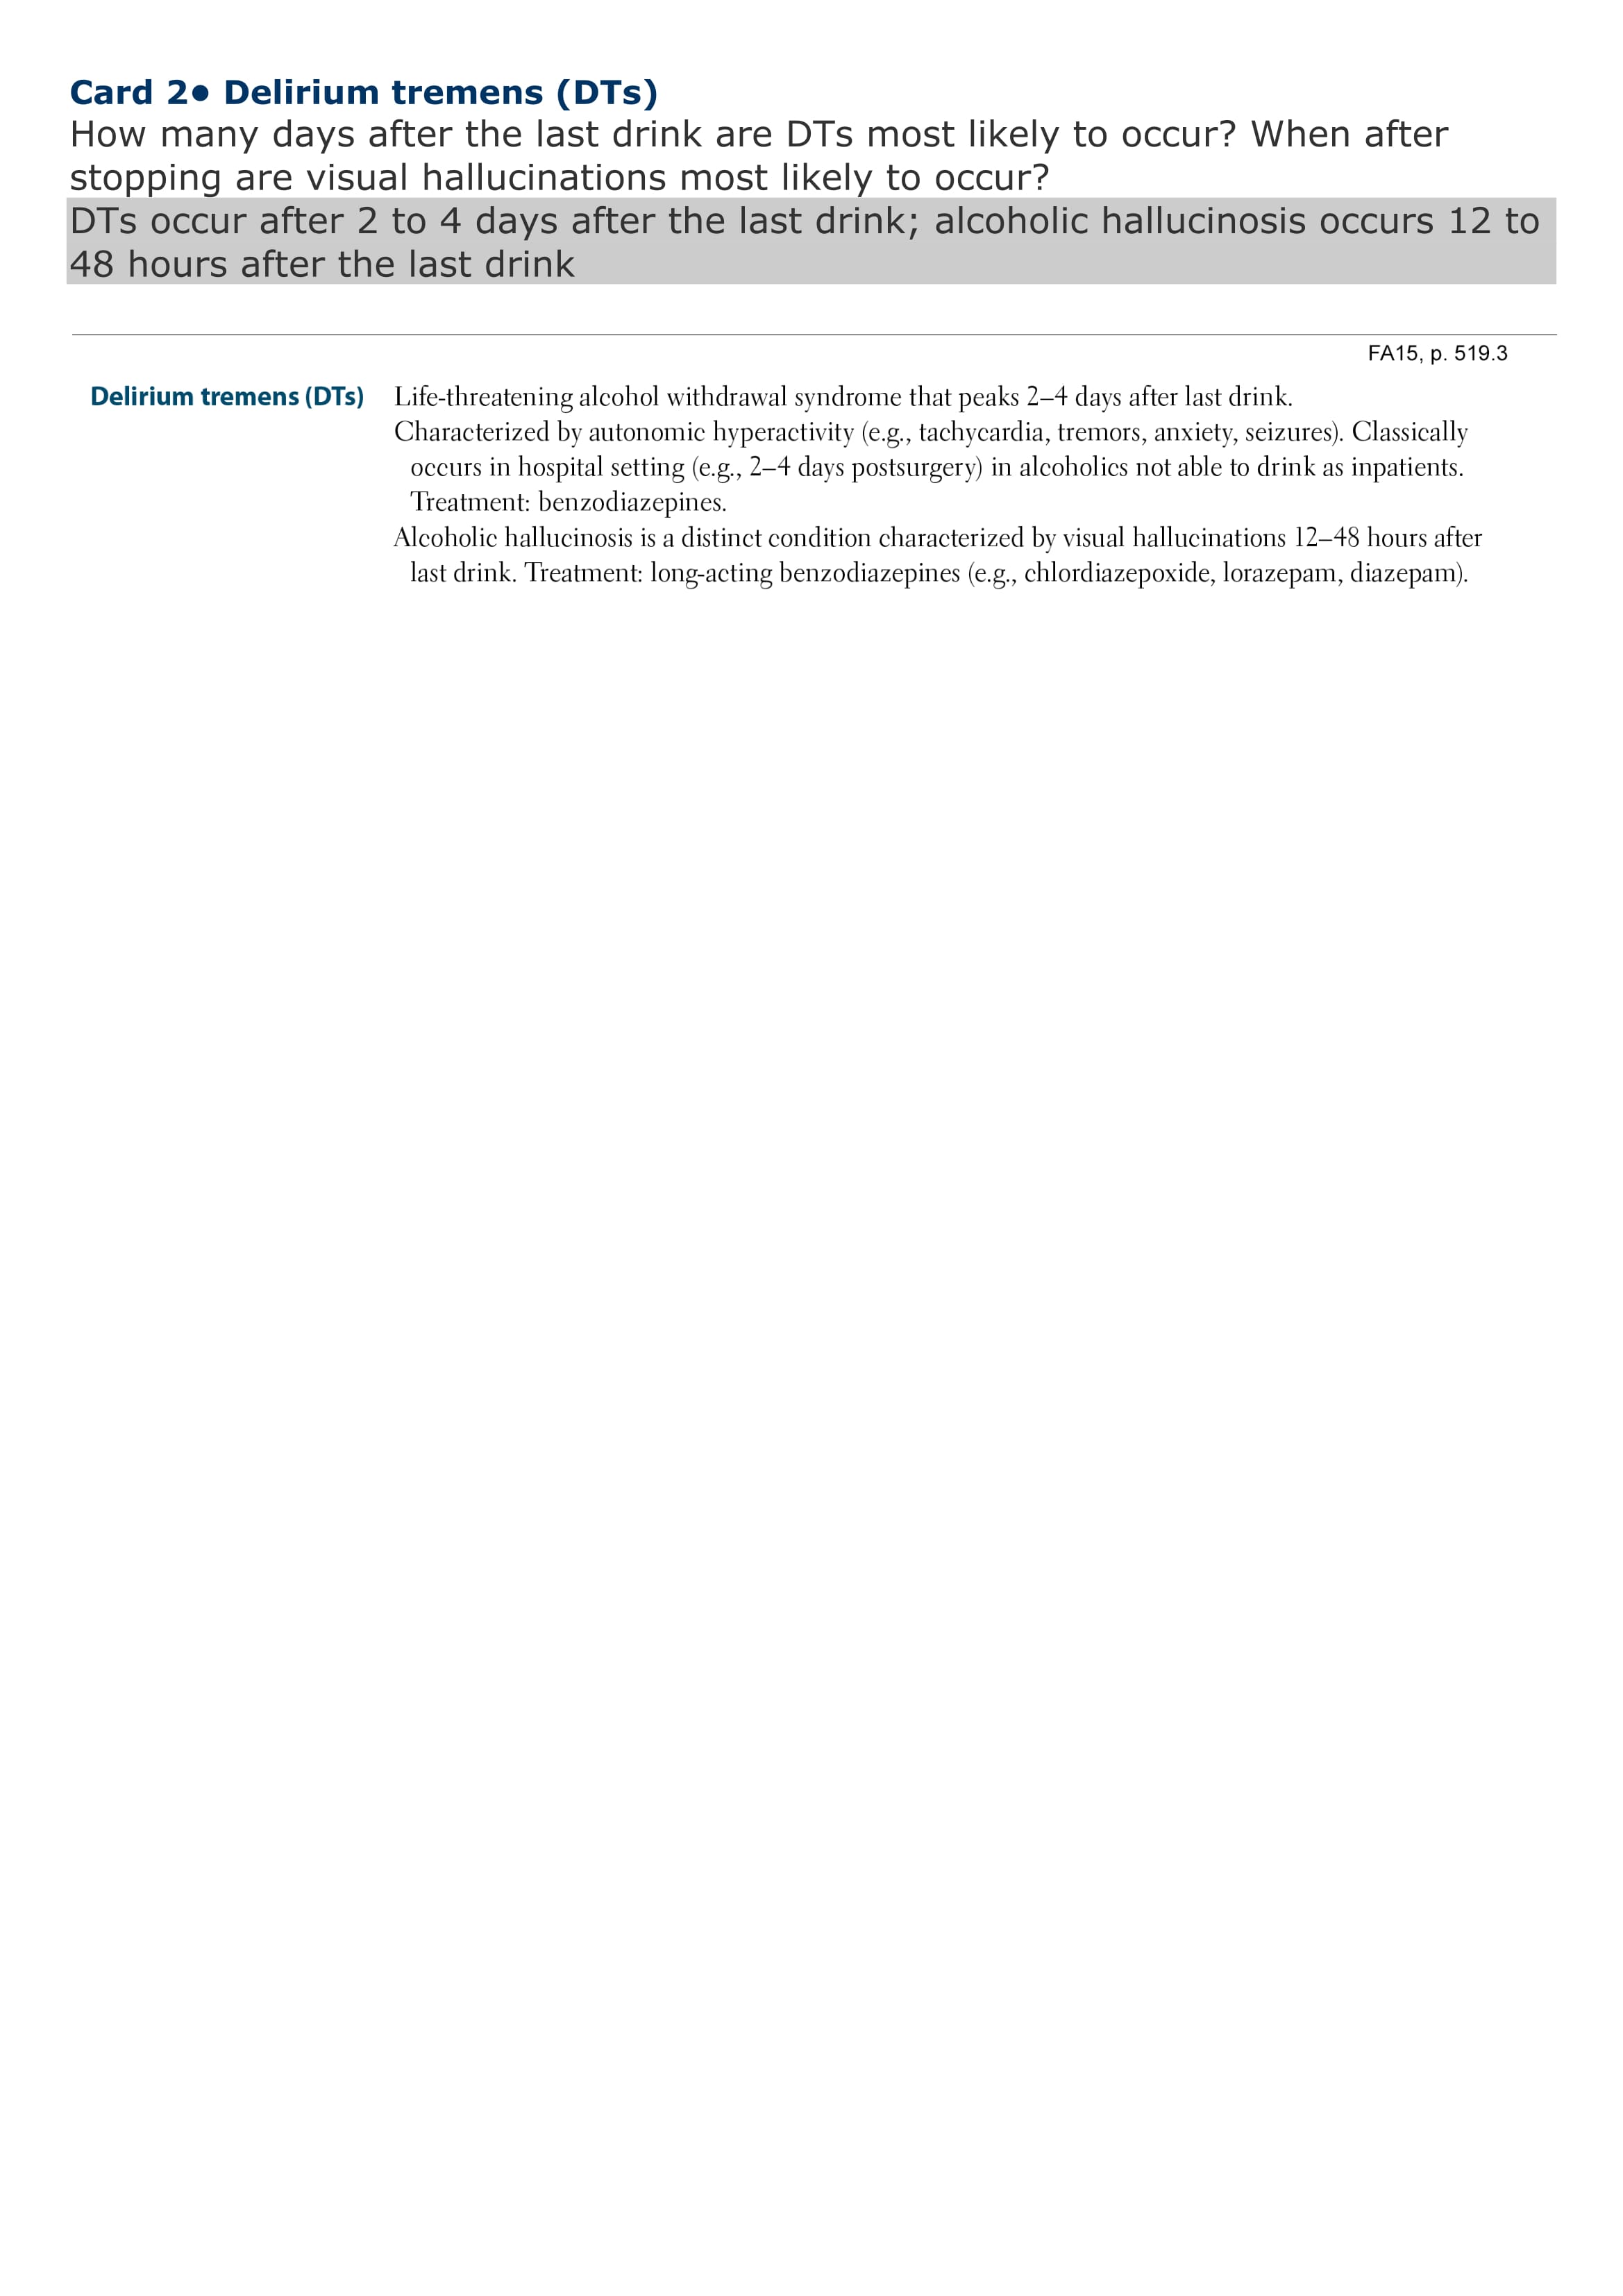 Card 2• Delirium tremens (DTs)
How many days after the last drink are DTs most likely to occur? When after
stopping are visual hallucinations most likely to occur?
DTs occur after 2 to 4 days after the last drink; alcoholic hallucinosis occurs 12 to
48 hours after the last drink
FA15, p. 519.3
Delirium tremens (DTs) Life-threatening alcohol withdrawal syndrome that peaks 2–4 days after last drink.
Characterized by autonomic hyperactivity (e.g., tachycardia, tremors, anxiety, seizures). Classically
occurs in hospital setting (e.g., 2–4 days postsurgery) in alcoholics not able to drink as inpatients.
Treatment: benzodiazepines.
Alcoholic hallucinosis is a distinct condition characterized by visual hallucinations 12–48 hours after
last drink. Treatment: long-acting benzodiazepines (e.g., chlordiazepoxide, lorazepam, diazepam).